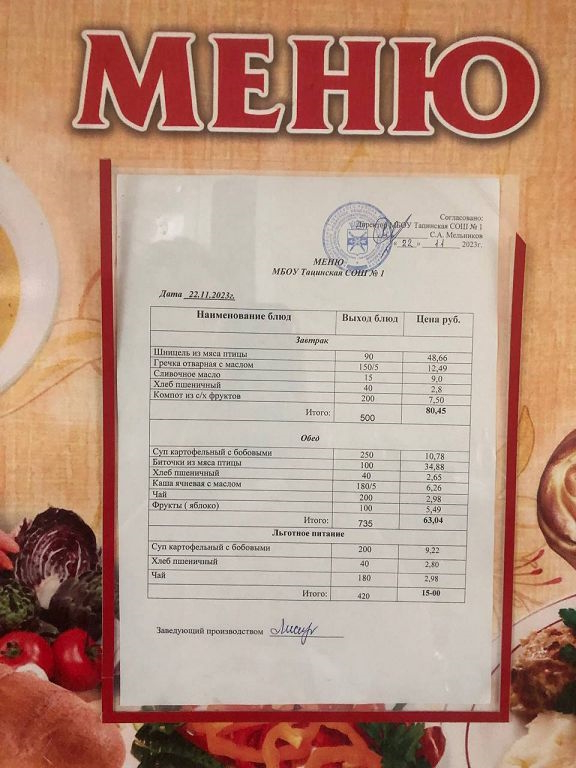 МЕНЮ
Согласовано:
Директор МБОУ Тацинская СОШ № 1
С.А. Мельников
« 22 » 11 2023г.
МЕНЮ
МБОУ Тацинская СОШ № 1
Дата 22.11.2023г.
Наименование блюд Выход блюд Цена руб.
Завтрак
Шницель из мяса птицы 90 48,66
Гречка отварная с маслом 150/5 12,49
Сливочное масло 15 9,0
Хлеб пшеничный 40 2,8
Компот из с/х фруктов 200 7,50
Итого: 500 80,45
Обед
Суп картофельный с бобовыми 250 10,78
Биточки из мяса птицы 100 34,88
Хлеб пшеничный 40 2,65
Каша ячневая с маслом 180/5 6,26
Чай 200 2,98
Фрукты ( яблоко) 100 5,49
Итого: 735 63,04
Льготное питание
Суп картофельный с бобовыми 200 9,22
Хлеб пшеничный 40 2,80
Чай 180 2,98
Итого: 420 15-00
Заведующий производством